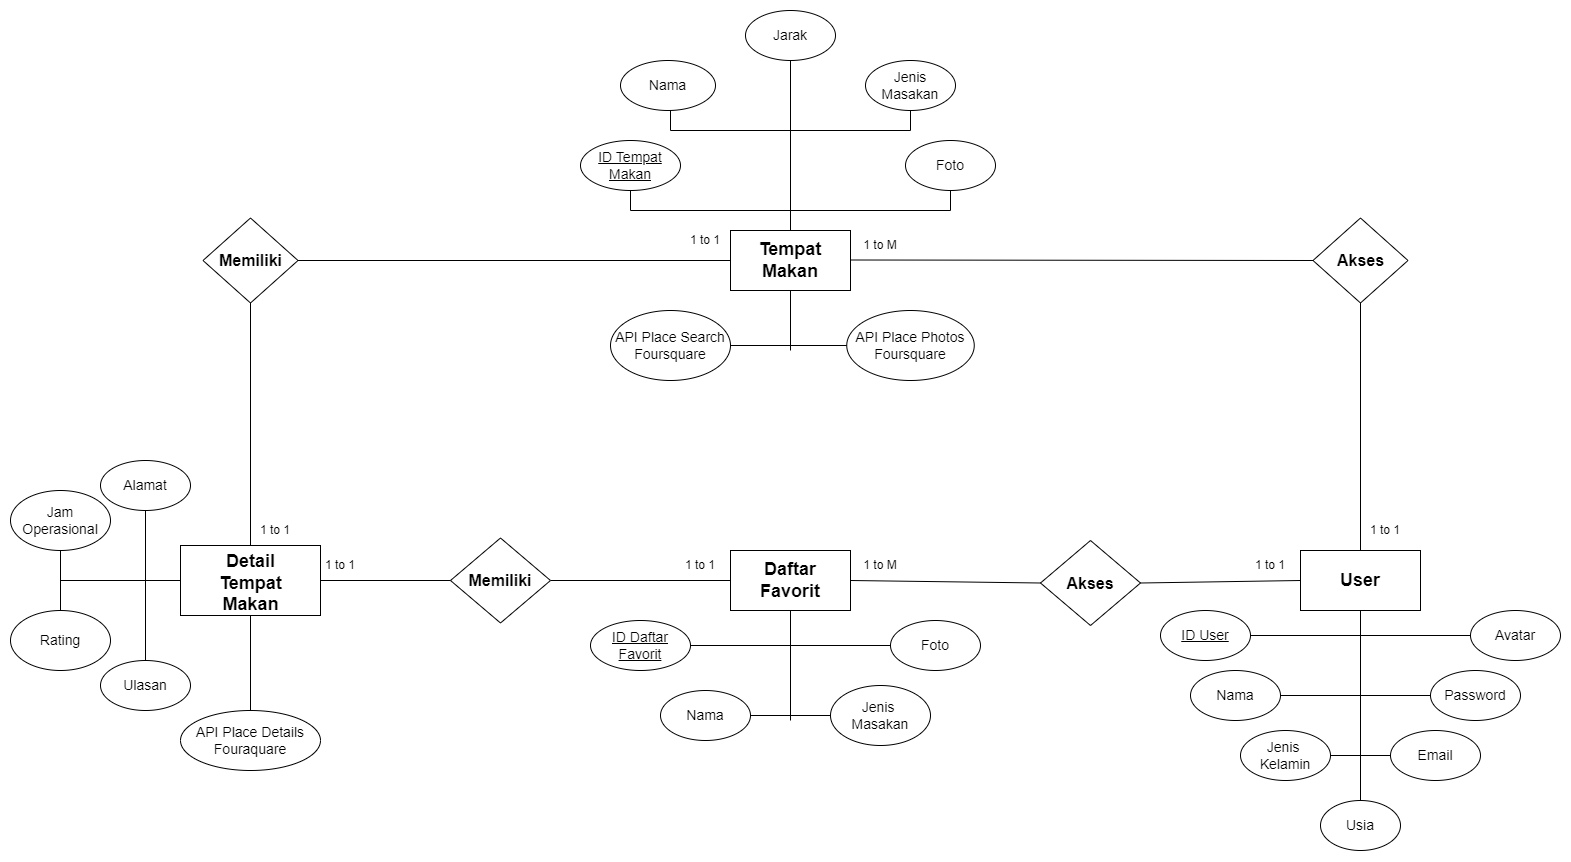 Jarak
Nama
Jenis
Masakan
ID Tempat
Makan
Foto
Memiliki
1 to 1
Tempat
Makan
1 to M
Akses
API Place Search
Foursquare
API Place Photos
Foursquare
Alamat
Jam
Operasional
1 to 1
Detail
Tempat
Makan
1 to 1
Memiliki
1 to 1
Daftar
Favorit
1 to M
Akses
1 to 1
1 to 1
User
Rating
Ulasan
API Place Details
Fouraquare
ID Daftar
Favorit
Foto
Nama
Jenis
Masakan
ID User
Avatar
Nama
Password
Jenis
Kelamin
Email
Usia